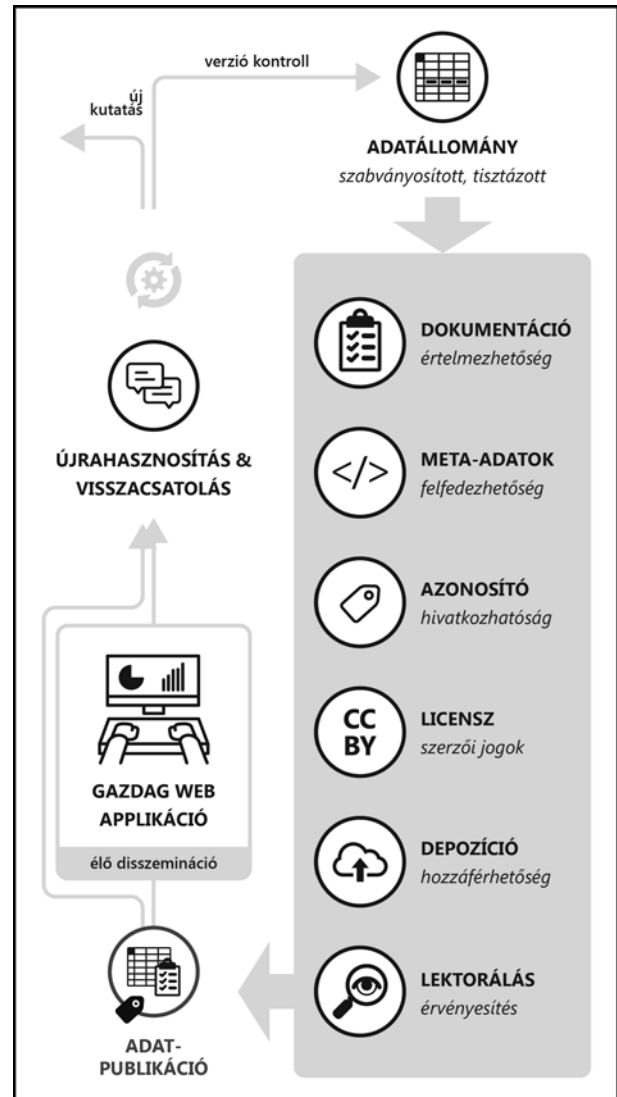 verzió kontroll
új
kutatás
ADATÁLLOMÁNY
szabványosított, tisztázott
DOKUMENTÁCIÓ
értelmezhetőség
META-ADATOK
felfedezhetőség
AZONOSÍTÓ
hivatkozhatóság
CC
BY
LICENSZ
szerzői jogok
DEPOZÍCIÓ
hozzáférhetőség
LEKTORÁLÁS
érvényesítés
ÚJRAHASZNOSÍTÁS &
VISSZACSATOLÁS
GAZDAG WEB
APPLIKÁCIÓ
élő disszemináció
ADAT-
PUBLIKÁCIÓ